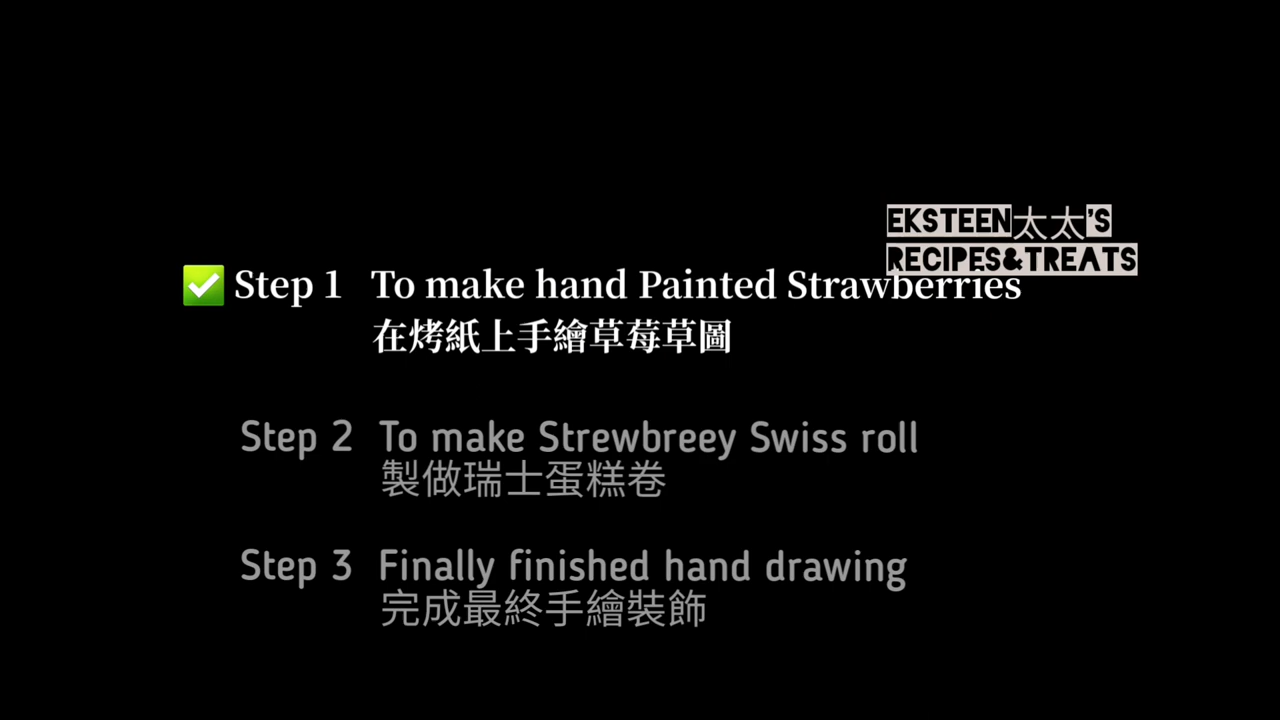 EKSTEEN太太'S
RECIPES&TREATS
✅ Step 1 To make hand Painted Strawberries
在烤紙上手繪草莓草圖
Step 2 To make Strewbreey Swiss roll
製做瑞士蛋糕卷
Step 3 Finally finished hand drawing
完成最終手繪裝飾